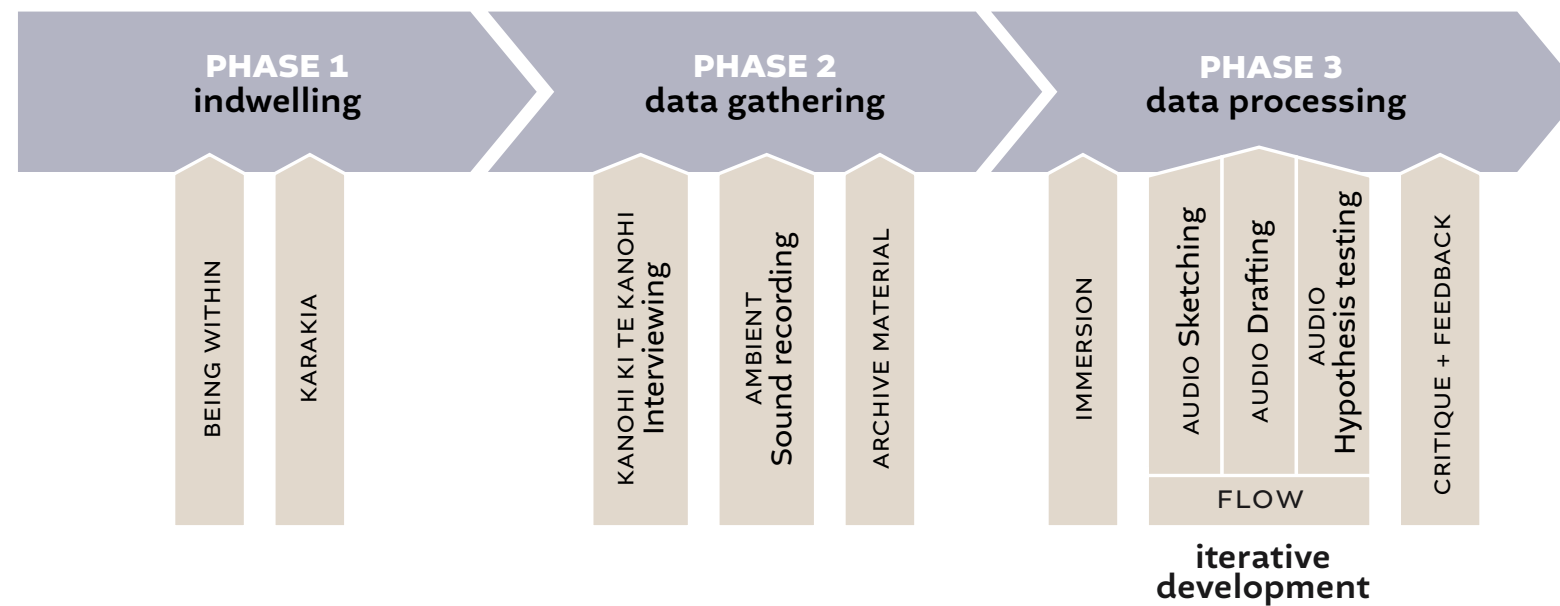 PHASE 1
indwelling
PHASE 2
data gathering
PHASE 3
data processing
BEING WITHIN
KARAKIA
KANOHI KI TE KANOHI
Interviewing
AMBIENT
Sound recording
ARCHIVE MATERIAL
IMMERSION
AUDIO Sketching
AUDIO Drafting
AUDIO
Hypothesis testing
FLOW
iterative
development
CRITIQUE + FEEDBACK